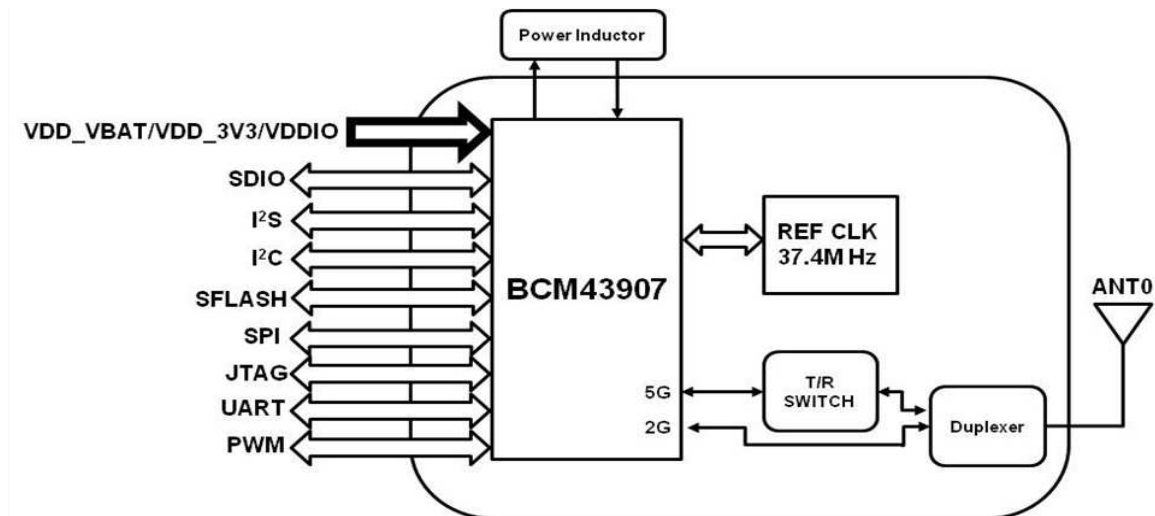 Power Inductor
VDD_VBAT/VDD_3V3/VDDIO
SDIO
I²S
I²C
SFLASH
SPI
JTAG
UART
PWM
BCM43907
5G
2G
REF CLK
37.4M Hz
T/R
SWITCH
Duplexer
ANT0